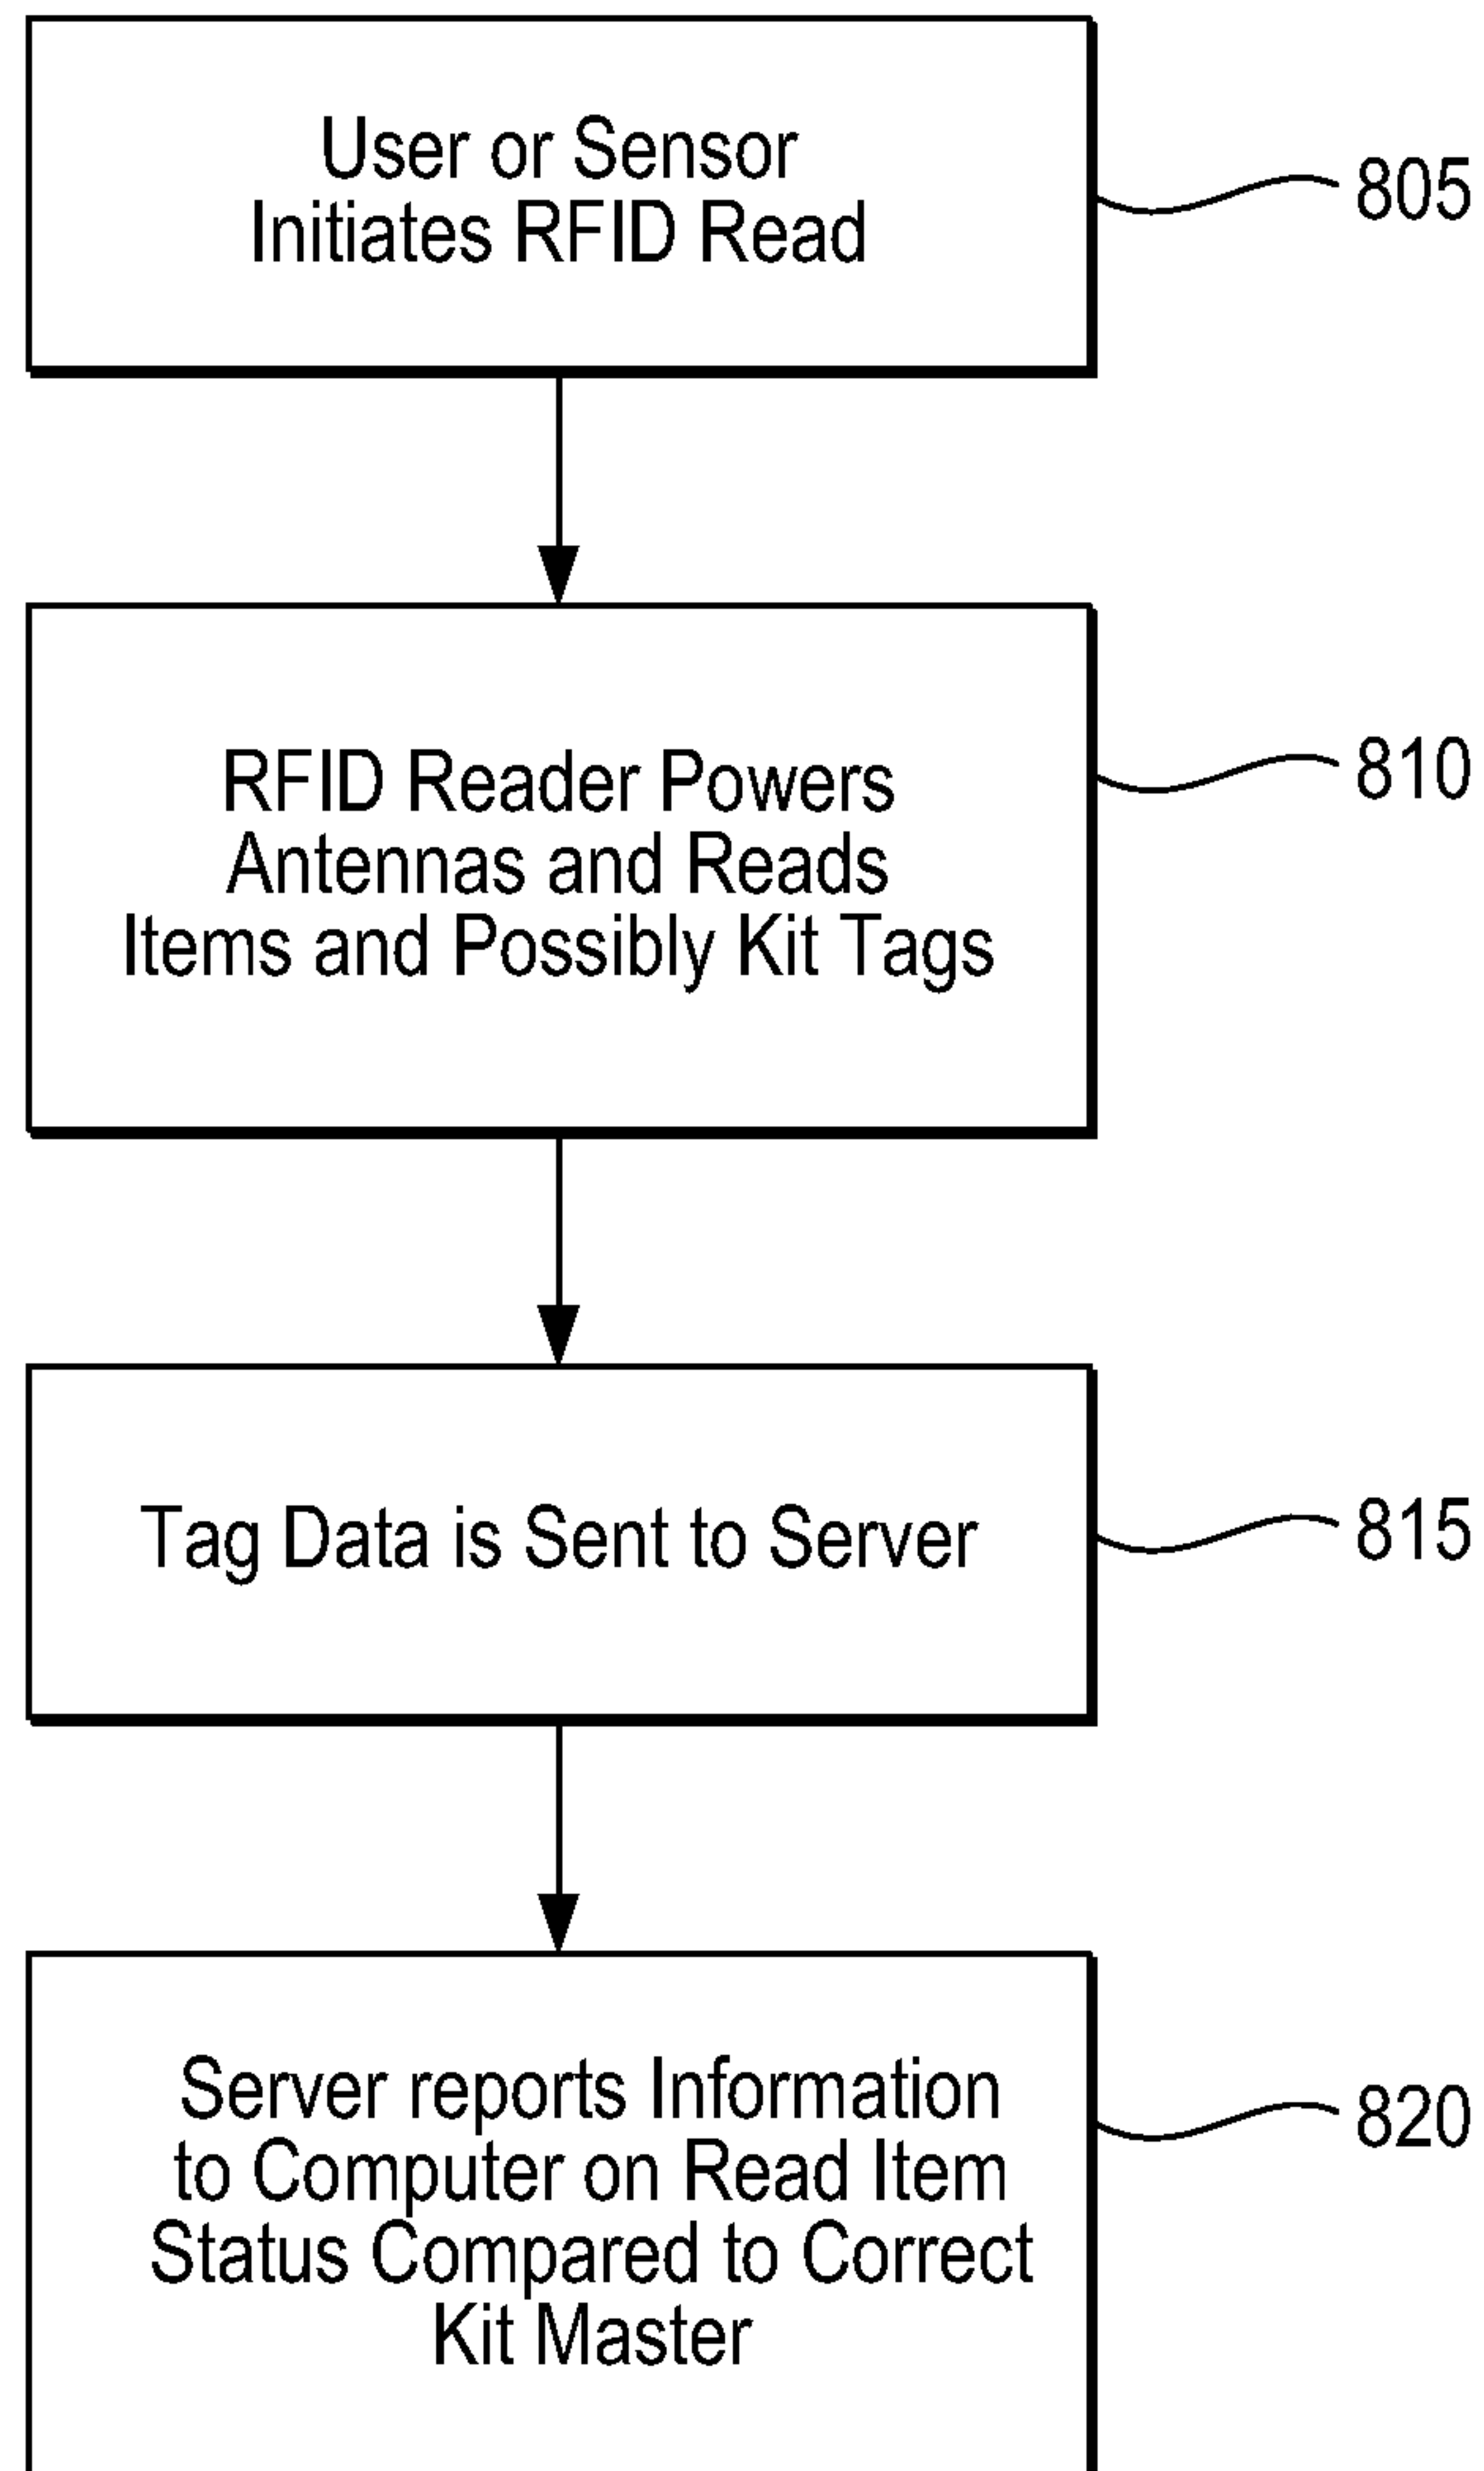 User or Sensor
Initiates RFID Read
805
RFID Reader Powers
Antennas and Reads
Items and Possibly Kit Tags
810
Tag Data is Sent to Server
815
Server reports Information
to Computer on Read Item
Status Compared to Correct
Kit Master
820